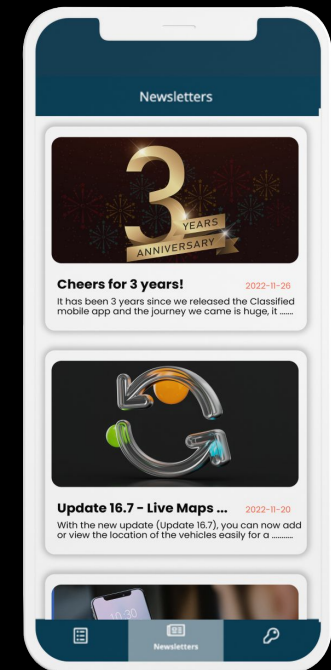 Newsletters
3
YEARS
ANNIVERSARY
Cheers for 3 years!
2022-11-26
It has been 3 years since we released the Classified
mobile app and the journey we came is huge, it .......
Update 16.7 - Live Maps ...
2022-11-20
With the new update (Update 16.7), you can now add
or view the location of the vehicles easily for a ...........
10 30
Newsletters